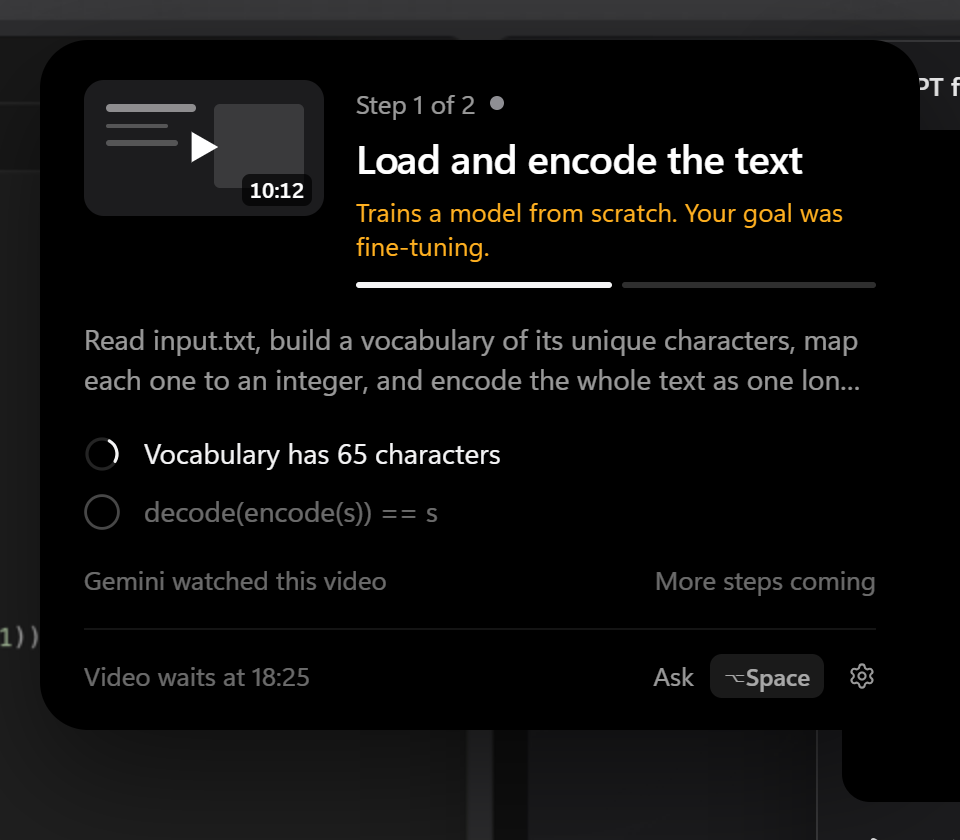 PT f
Step 1 of 2
Load and encode the text
Trains a model from scratch. Your goal was
fine-tuning.
10:12
Read input.txt, build a vocabulary of its unique characters, map
each one to an integer, and encode the whole text as one lon...
Vocabulary has 65 characters
decode(encode(s)) == s
Gemini watched this video
More steps coming
1))
Video waits at 18:25
Ask
⌥Space